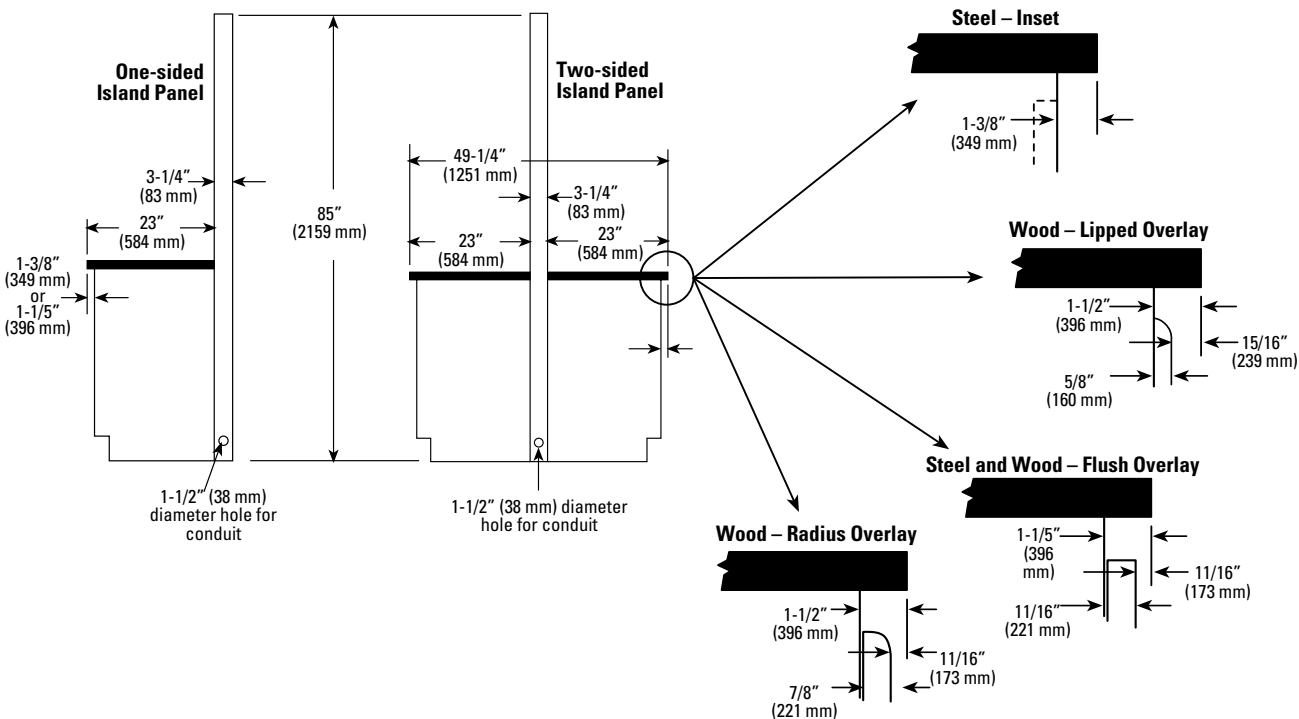 One-sided
Island Panel
3-1/4"
(83 mm)
23"
(584 mm)
1-3/8"
(349 mm)
or
1-1/5"
(396 mm)
1-1/2" (38 mm)
diameter hole for
conduit
85"
(2159 mm)
Two-sided
Island Panel
49-1/4"
(1251 mm)
3-1/4"
(83 mm)
23"
(584 mm)
23"
(584 mm)
1-1/2" (38 mm) diameter
hole for conduit
Steel – Inset
1-3/8"
(349 mm)
Wood – Lipped Overlay
1-1/2"
(396 mm)
15/16"
(239 mm)
5/8"
(160 mm)
Steel and Wood – Flush Overlay
1-1/5"
(396
mm)
11/16"
(173 mm)
11/16"
(221 mm)
Wood – Radius Overlay
1-1/2"
(396 mm)
11/16"
(173 mm)
7/8"
(221 mm)